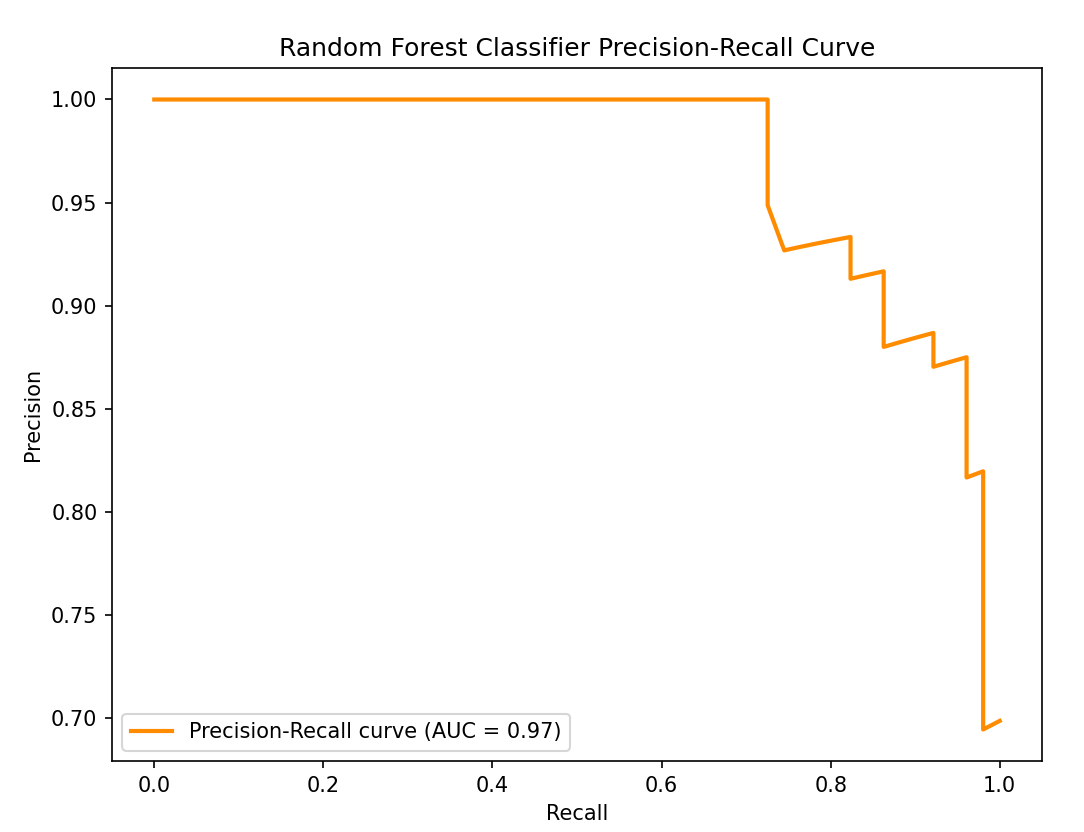 Random Forest Classifier Precision-Recall Curve
1.00
0.95
0.90
0.85
0.80
0.75
0.70
Precision
Precision-Recall curve (AUC = 0.97)
0.0 0.2 0.4 0.6 0.8 1.0
Recall